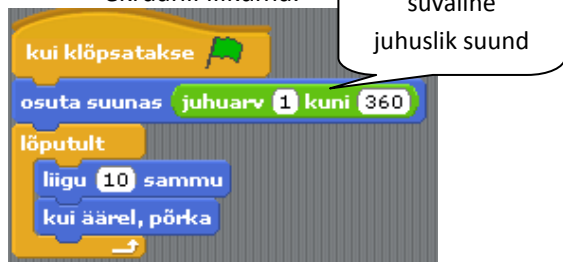 suvaline
juhuslik suund
kui klõpsatakse
osuta suunas juhuarv 1 kuni 360
lõputult
liigu 10 sammu
kui äärel, põrka